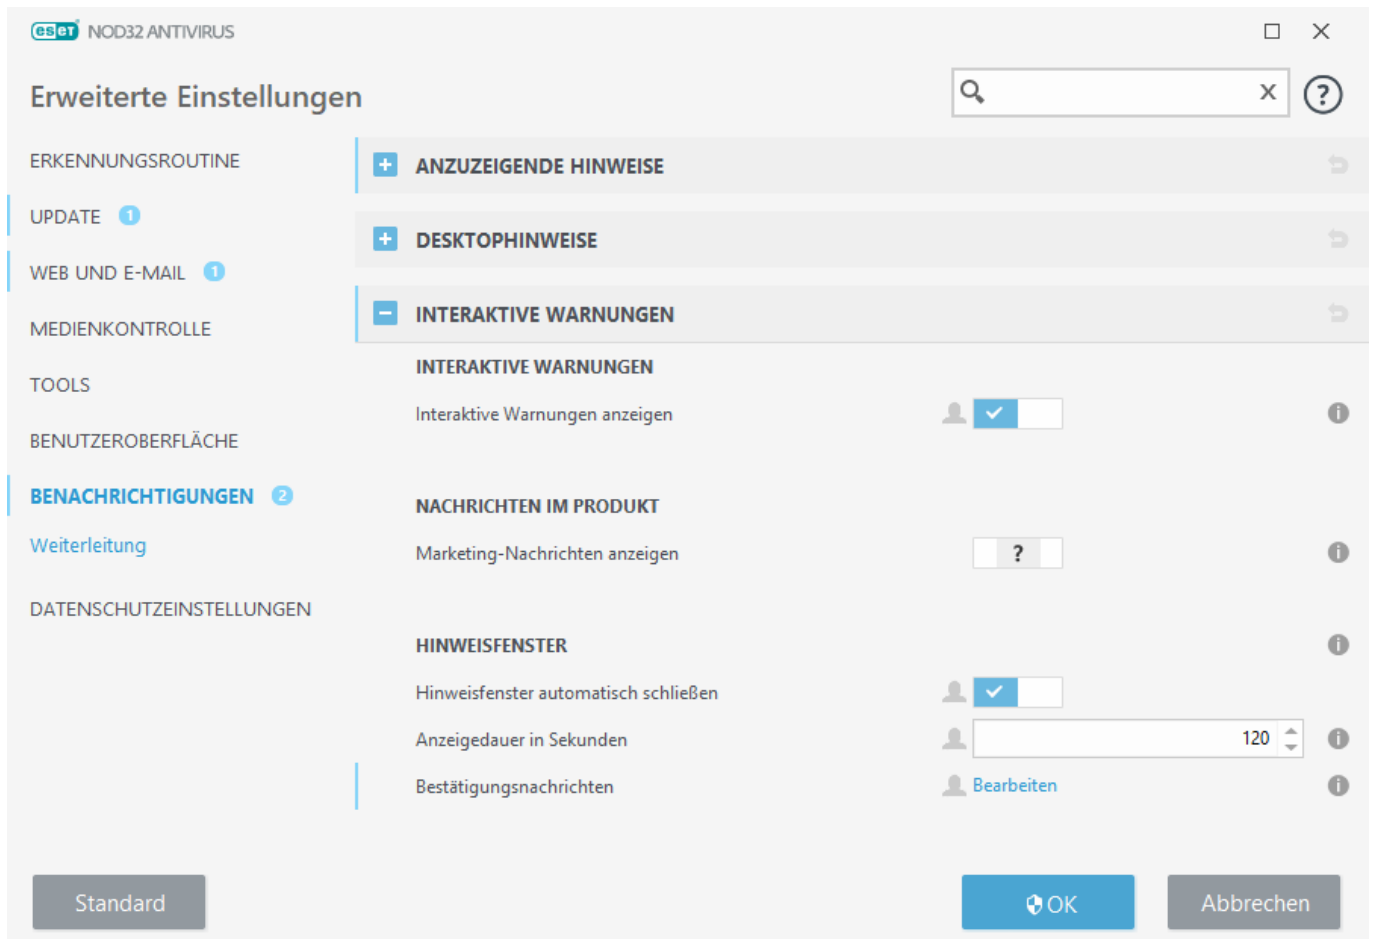 eset NOD32 ANTIVIRUS
Erweiterte Einstellungen
x
?
ERKENNUNGSROUTINE
UPDATE 1
WEB UND E-MAIL 1
MEDIENKONTROLLE
TOOLS
BENUTZEROBERFLÄCHE
BENACHRICHTIGUNGEN 2
Weiterleitung
DATENSCHUTZEINSTELLUNGEN
ANZUZEIGENDE HINWEISE
DESKTOPHINWEISE
INTERAKTIVE WARNUNGEN
INTERAKTIVE WARNUNGEN
Interaktive Warnungen anzeigen
NACHRICHTEN IM PRODUKT
Marketing-Nachrichten anzeigen ?
HINWEISFENSTER
Hinweisfenster automatisch schließen
Anzeigedauer in Sekunden 120
Bestätigungsnachrichten Bearbeiten
Standard
OK
Abbrechen